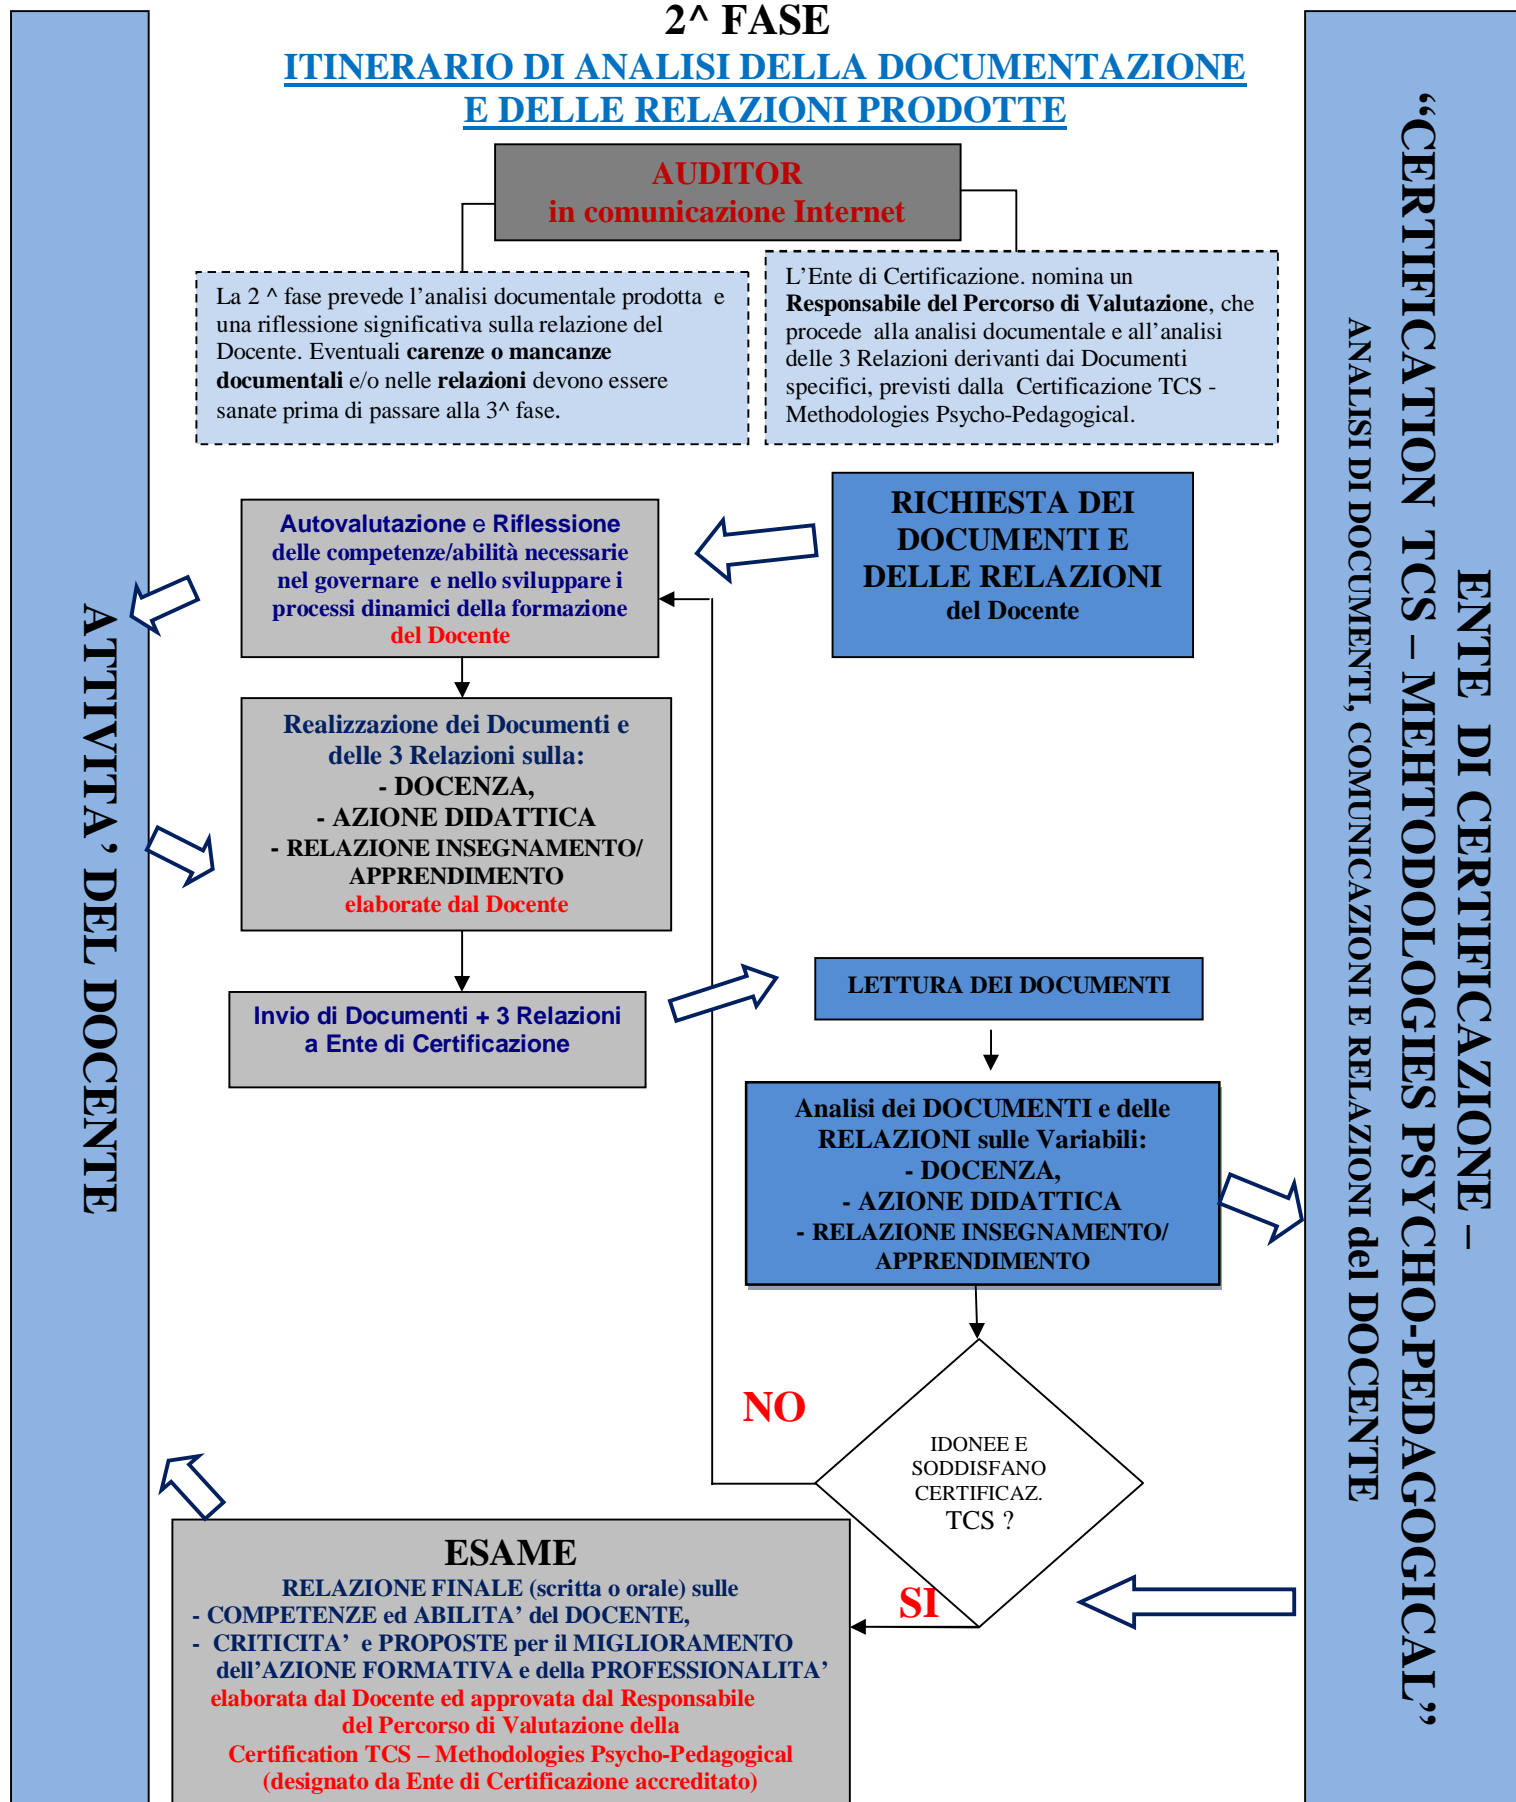 2^ FASE
ITINERARIO DI ANALISI DELLA DOCUMENTAZIONE
E DELLE RELAZIONI PRODOTTE
AUDITOR
in comunicazione Internet
La 2 ^ fase prevede l’analisi documentale prodotta e
una riflessione significativa sulla relazione del
Docente. Eventuali carenze o mancanze
documentali e/o nelle relazioni devono essere
sanate prima di passare alla 3^ fase.
L’Ente di Certificazione. nomina un
Responsabile del Percorso di Valutazione, che
procede alla analisi documentale e all’analisi
delle 3 Relazioni derivanti dai Documenti
specifici, previsti dalla Certificazione TCS -
Methodologies Psycho-Pedagogical.
RICHIESTA DEI
DOCUMENTI E
DELLE RELAZIONI
del Docente
Autovalutazione e Riflessione
delle competenze/abilità necessarie
nel governare e nello sviluppare i
processi dinamici della formazione
del Docente
Realizzazione dei Documenti e
delle 3 Relazioni sulla:
- DOCENZA,
- AZIONE DIDATTICA
- RELAZIONE INSEGNAMENTO/
APPRENDIMENTO
elaborate dal Docente
Invio di Documenti + 3 Relazioni
a Ente di Certificazione
LETTURA DEI DOCUMENTI
Analisi dei DOCUMENTI e delle
RELAZIONI sulle Variabili:
- DOCENZA,
- AZIONE DIDATTICA
- RELAZIONE INSEGNAMENTO/
APPRENDIMENTO
NO
IDONEE E
SODDISFANO
CERTIFICAZ.
TCS ?
SI
ESAME
RELAZIONE FINALE (scritta o orale) sulle
- COMPETENZE ed ABILITA’ del DOCENTE,
- CRITICITA’ e PROPOSTE per il MIGLIORAMENTO
dell’AZIONE FORMATIVA e della PROFESSIONALITA’
elaborata dal Docente ed approvata dal Responsabile
del Percorso di Valutazione della
Certification TCS – Methodologies Psycho-Pedagogical
(designato da Ente di Certificazione accreditato)
ATTIVITA’ DEL DOCENTE
ENTE DI CERTIFICAZIONE –
“CERTIFICATION TCS – MEHTODOLOGIES PSYCHO-PEDAGOGICAL”
ANALISI DI DOCUMENTI, COMUNICAZIONI E RELAZIONI del DOCENTE